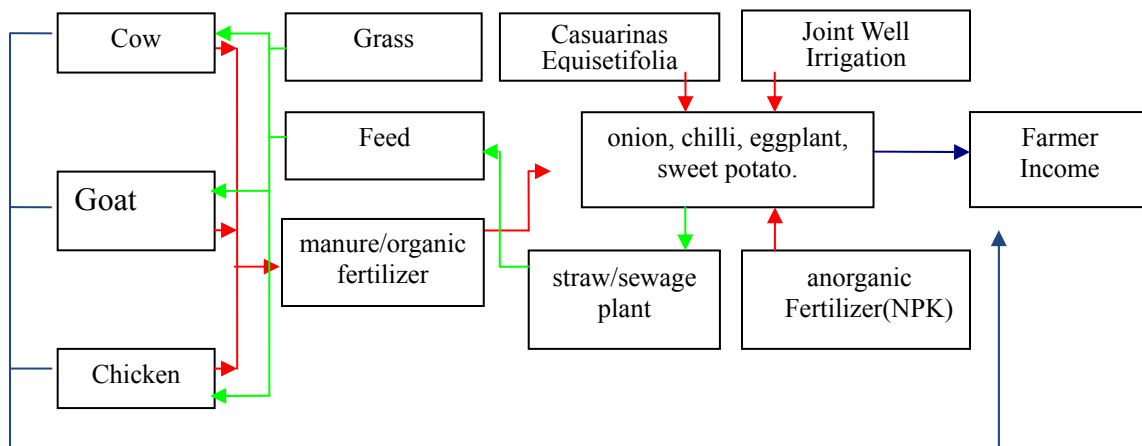 Cow
Grass
Casuarinas
Equisetifolia
Joint Well
Irrigation
Feed
onion, chilli, eggplant,
sweet potato.
Farmer
Income
Goat
manure/organic
fertilizer
straw/sewage
plant
anorganic
Fertilizer(NPK)
Chicken